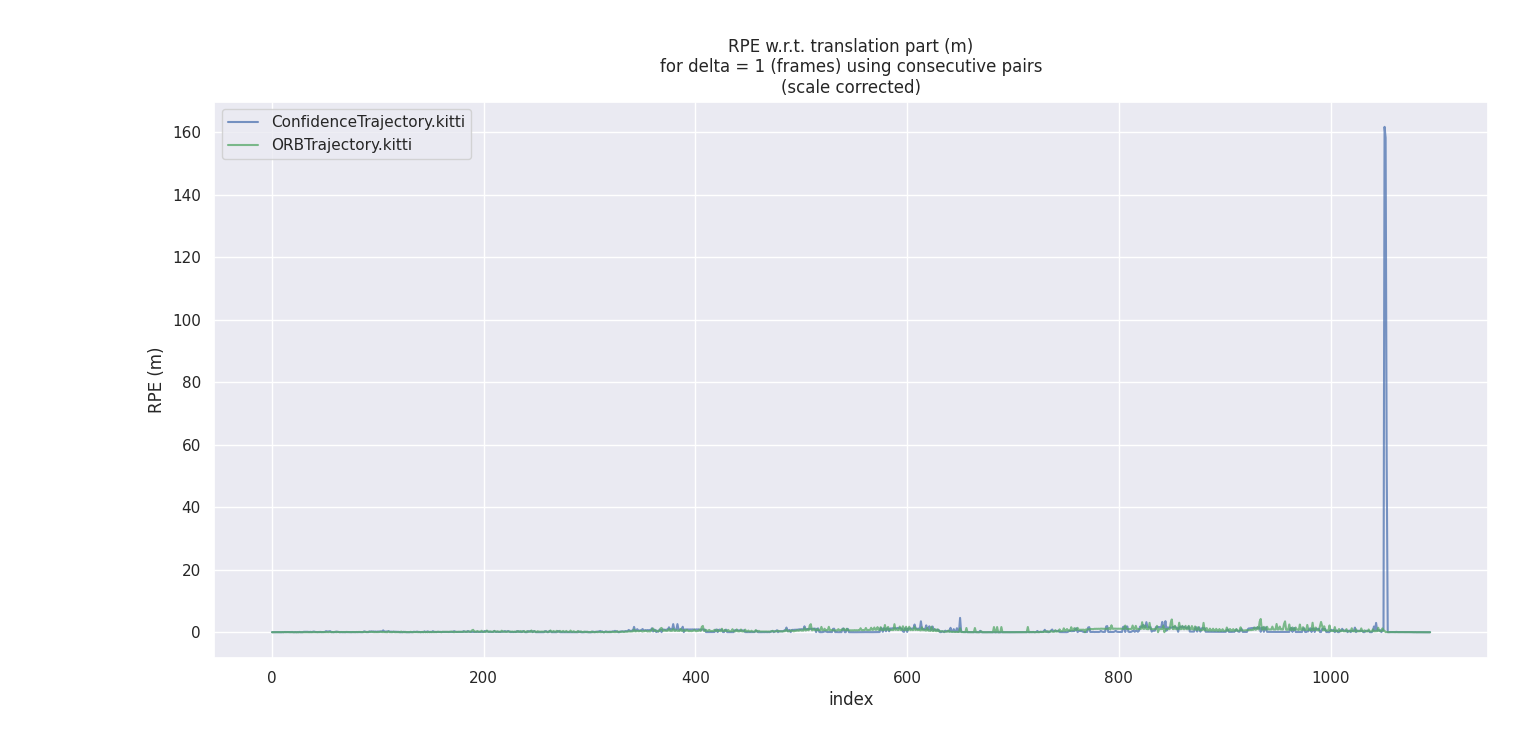 RPE w.r.t. translation part (m)
for delta = 1 (frames) using consecutive pairs
(scale corrected)
ConfidenceTrajectory.kitti
ORBTrajectory.kitti
160
140
120
100
80
60
40
20
0
RPE (m)
0 200 400 600 800 1000
index